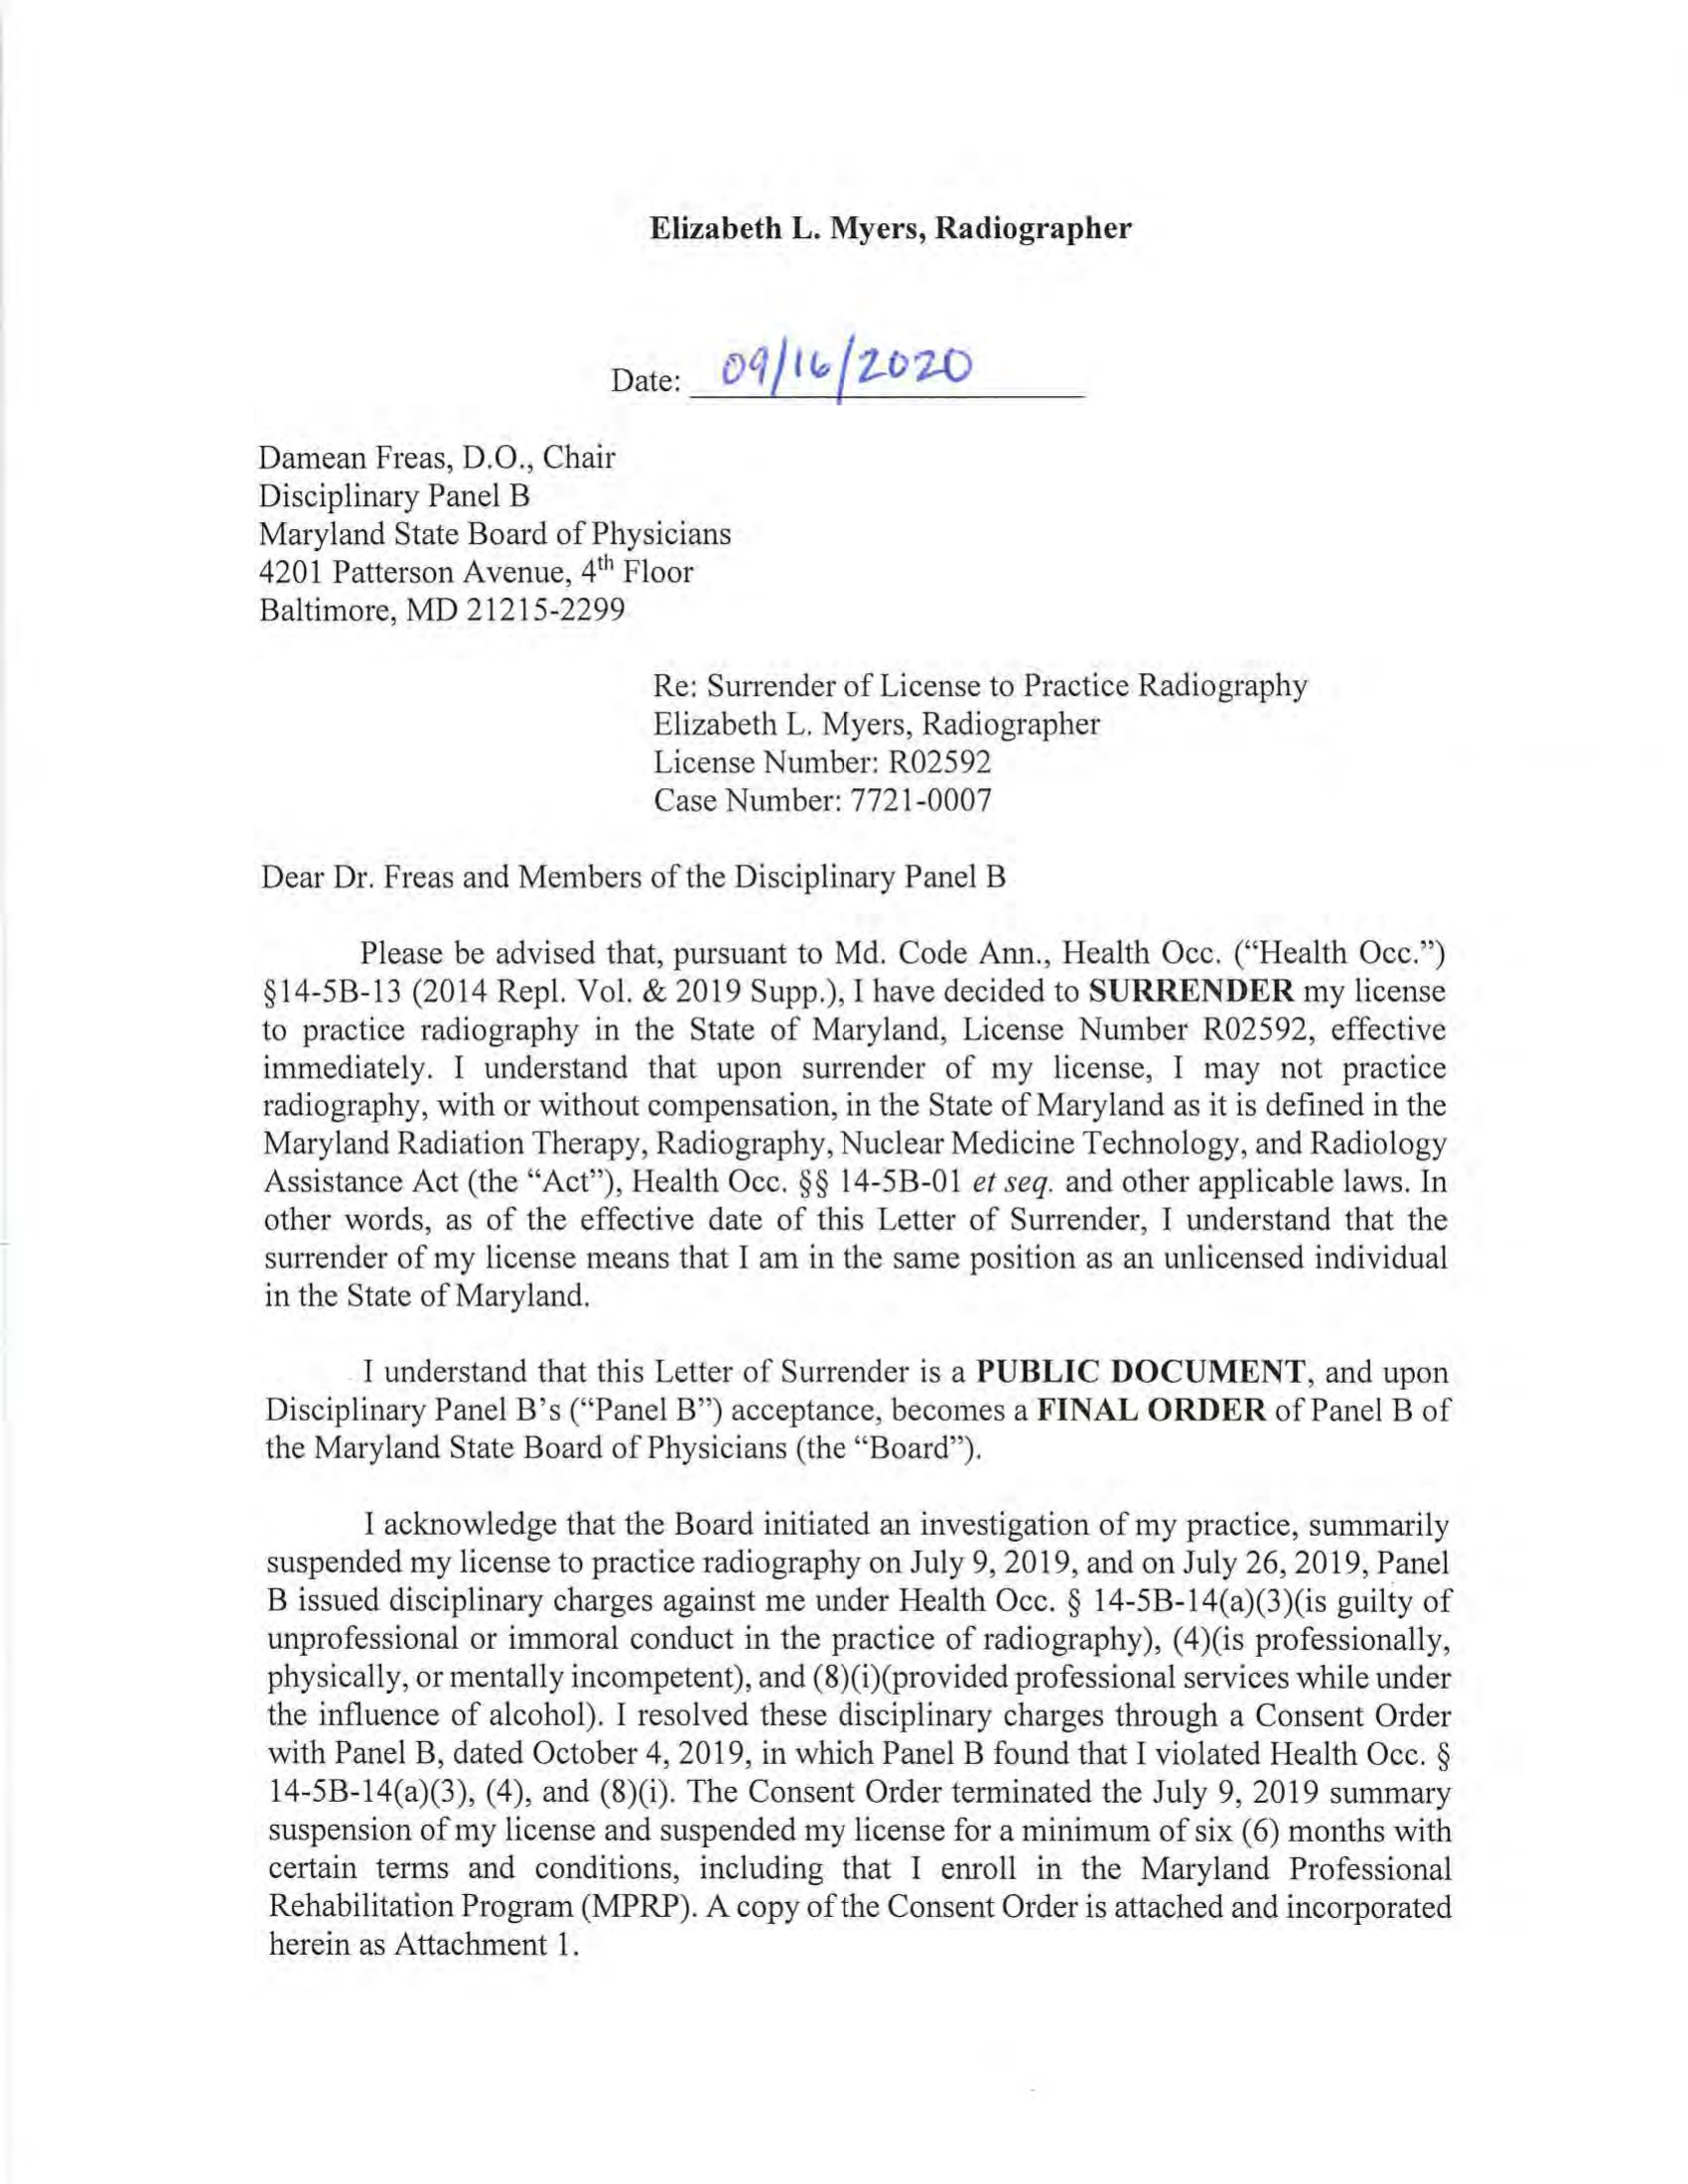 Elizabeth L. Myers, Radiographer
Date: 09/16/2020
Damean Freas, D.O., Chair
Disciplinary Panel B
Maryland State Board of Physicians
4201 Patterson Avenue, 4th Floor
Baltimore, MD 21215-2299
Re: Surrender of License to Practice Radiography
Elizabeth L. Myers, Radiographer
License Number: R02592
Case Number: 7721-0007
Dear Dr. Freas and Members of the Disciplinary Panel B
Please be advised that, pursuant to Md. Code Ann., Health Occ. (“Health Occ.”)
§14-5B-13 (2014 Repl. Vol. & 2019 Supp.), I have decided to SURRENDER my license
to practice radiography in the State of Maryland, License Number R02592, effective
immediately. I understand that upon surrender of my license, I may not practice
radiography, with or without compensation, in the State of Maryland as it is defined in the
Maryland Radiation Therapy, Radiography, Nuclear Medicine Technology, and Radiology
Assistance Act (the “Act”), Health Occ. §§ 14-5B-01 et seq. and other applicable laws. In
other words, as of the effective date of this Letter of Surrender, I understand that the
surrender of my license means that I am in the same position as an unlicensed individual
in the State of Maryland.
I understand that this Letter of Surrender is a PUBLIC DOCUMENT, and upon
Disciplinary Panel B’s (“Panel B”) acceptance, becomes a FINAL ORDER of Panel B of
the Maryland State Board of Physicians (the “Board”).
I acknowledge that the Board initiated an investigation of my practice, summarily
suspended my license to practice radiography on July 9, 2019, and on July 26, 2019, Panel
B issued disciplinary charges against me under Health Occ. § 14-5B-14(a)(3)(is guilty of
unprofessional or immoral conduct in the practice of radiography), (4)(is professionally,
physically, or mentally incompetent), and (8)(i)(provided professional services while under
the influence of alcohol). I resolved these disciplinary charges through a Consent Order
with Panel B, dated October 4, 2019, in which Panel B found that I violated Health Occ. §
14-5B-14(a)(3), (4), and (8)(i). The Consent Order terminated the July 9, 2019 summary
suspension of my license and suspended my license for a minimum of six (6) months with
certain terms and conditions, including that I enroll in the Maryland Professional
Rehabilitation Program (MPRP). A copy of the Consent Order is attached and incorporated
herein as Attachment 1.